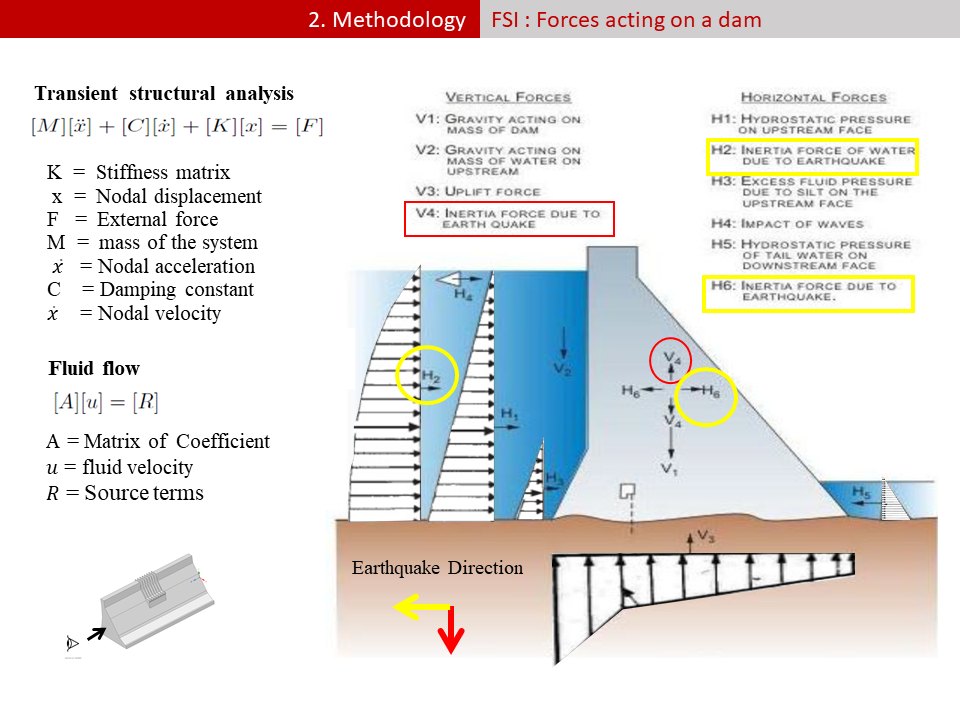 2. Methodology
FSI : Forces acting on a dam
Transient structural analysis
[M][ẍ] + [C][ẋ] + [K][x] = [F]
K = Stiffness matrix
x = Nodal displacement
F = External force
M = mass of the system
ẋ = Nodal acceleration
C = Damping constant
ẋ = Nodal velocity
Fluid flow
[A][u] = [R]
A = Matrix of Coefficient
u = fluid velocity
R = Source terms
VERTICAL FORCES
V1: GRAVITY ACTING ON
MASS OF DAM
V2: GRAVITY ACTING ON
MASS OF WATER ON
UPSTREAM
V3: UPLIFT FORCE
V4: INERTIA FORCE DUE TO
EARTH QUAKE
HORIZONTAL FORCES
H1: HYDROSTATIC PRESSURE
ON UPSTREAM FACE
H2: INERTIA FORCE OF WATER
DUE TO EARTHQUAKE
H3: EXCESS FLUID PRESSURE
DUE TO SILT ON THE
UPSTREAM FACE
H4: IMPACT OF WAVES
H5: HYDROSTATIC PRESSURE
OF TAIL WATER ON
DOWNSTREAM FACE
H6: INERTIA FORCE DUE TO
EARTHQUAKE.
H4
H2
V2
V4
H6
H6
H1
V4
V1
H3
H5
V3
Earthquake Direction